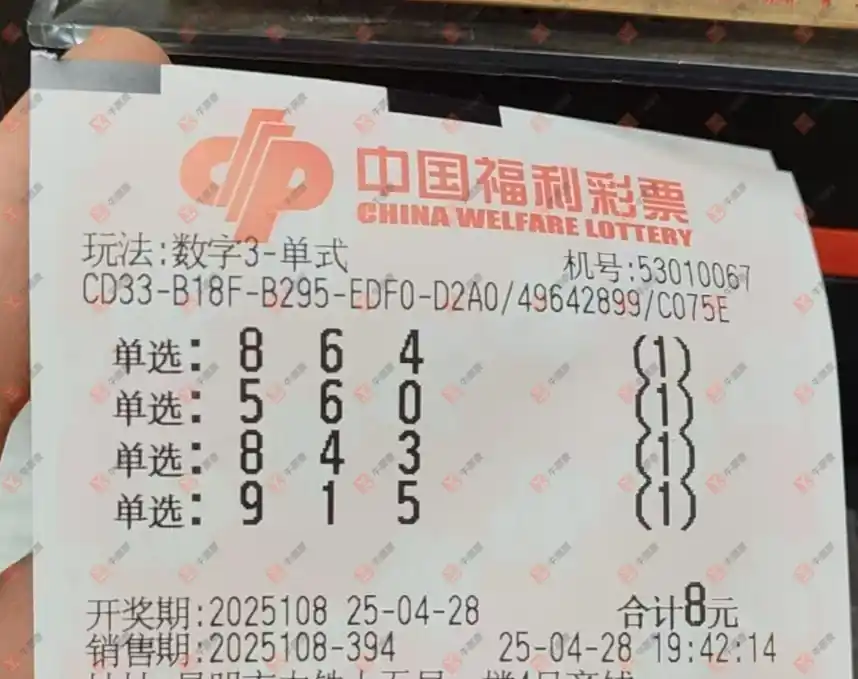 中国福利彩票
CHINA WELFARE LOTTERY
玩法:数字3-单式 机号:53010067
CD33-B18F-B295-EDF0-D2A0/49642899/C075E
单选: 8 6 4 (1)
单选: 5 6 0 (1)
单选: 8 4 3 (1)
单选: 9 1 5 (1)
开奖期:2025108 25-04-28 合计8元
销售期:2025108-394 25-04-28 19:42:14